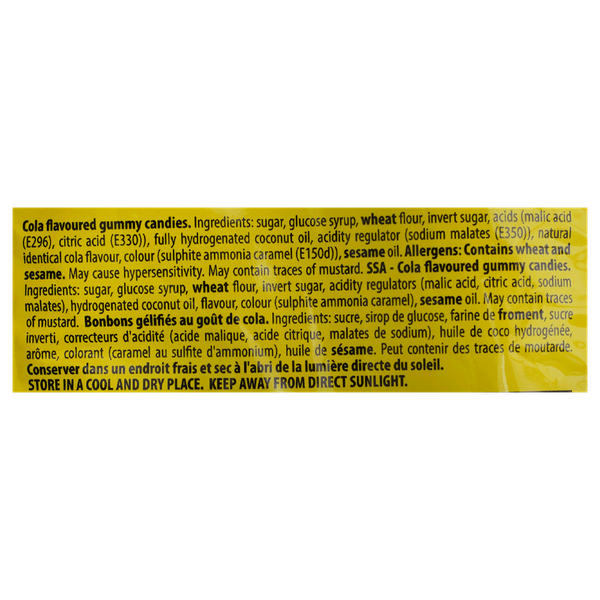 Cola flavoured gummy candies. Ingredients: sugar, glucose syrup, wheat flour, invert sugar, acids (malic acid
(E296), citric acid (E330)), fully hydrogenated coconut oil, acidity regulator (sodium malates (E350)), natural
identical cola flavour, colour (sulphite ammonia caramel (E150d)), sesame oil. Allergens: Contains wheat and
sesame. May cause hypersensitivity. May contain traces of mustard. SSA - Cola flavoured gummy candies.
Ingredients: sugar, glucose syrup, wheat flour, invert sugar, acidity regulators (malic acid, citric acid, sodium
malates), hydrogenated coconut oil, flavour, colour (sulphite ammonia caramel), sesame oil. May contain traces
of mustard. Bonbons gélifiés au goût de cola. Ingredients: sucre, sirop de glucose, farine de froment, sucre
inverti, correcteurs d'acidité (acide malique, acide citrique, malates de sodium), huile de coco hydrogénée,
arôme, colorant (caramel au sulfite d'ammonium), huile de sésame. Peut contenir des traces de moutarde.
Conserver dans un endroit frais et sec à l'abri de la lumière directe du soleil.
STORE IN A COOL AND DRY PLACE. KEEP AWAY FROM DIRECT SUNLIGHT.